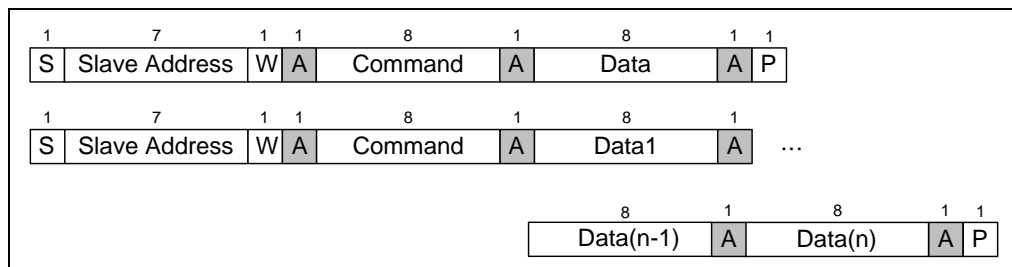 1 7 1 1 8 1 8 1 1
S Slave Address W A Command A Data A P
1 7 1 1 8 1 8 1
S Slave Address W A Command A Data1 A ...
8 1 8 1 1
Data(n-1) A Data(n) A P